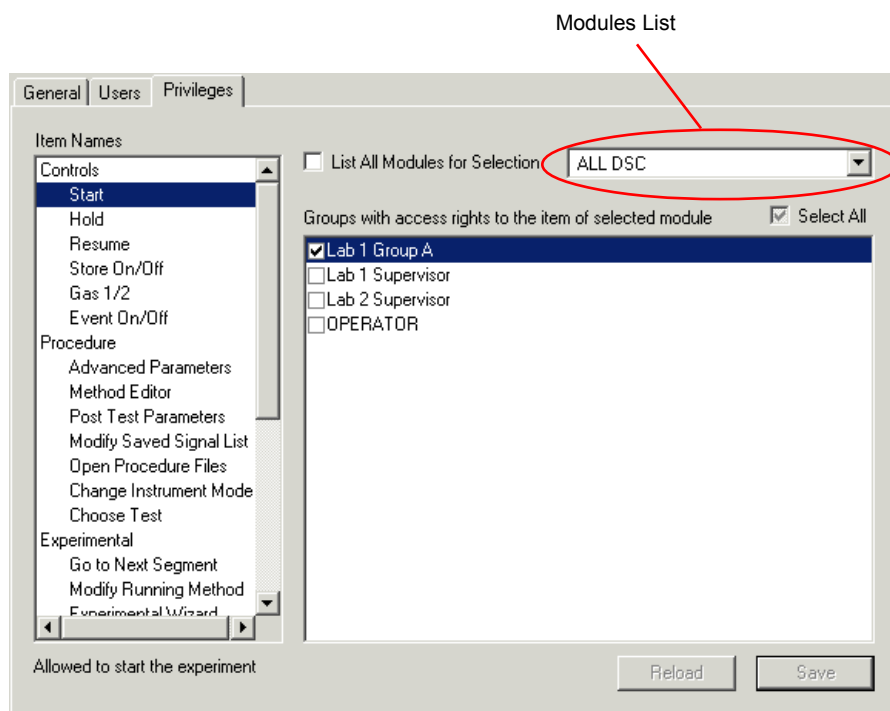 Modules List
General Users Privileges
Item Names
List All Modules for Selection ALL DSC
Groups with access rights to the item of selected module Select All
Controls
Start
Hold
Resume
Store On/Off
Gas 1/2
Event On/Off
Procedure
Advanced Parameters
Method Editor
Post Test Parameters
Modify Saved Signal List
Open Procedure Files
Change Instrument Mode
Choose Test
Experimental
Go to Next Segment
Modify Running Method
Experimental Wizard
Lab 1 Group A
Lab 1 Supervisor
Lab 2 Supervisor
OPERATOR
Allowed to start the experiment
Reload Save